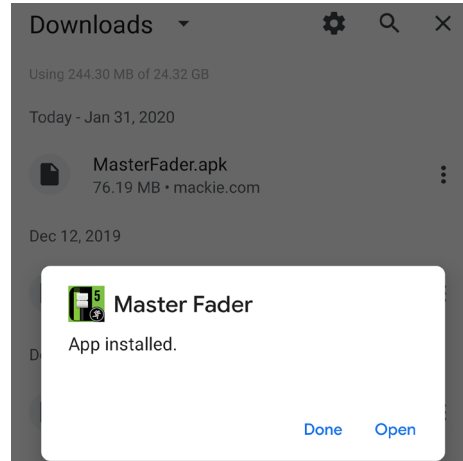 Downloads
Using 244.30 MB of 24.32 GB
Today - Jan 31, 2020
MasterFader.apk
76.19 MB • mackie.com
Dec 12, 2019
D
5
Master Fader
App installed.
Done Open